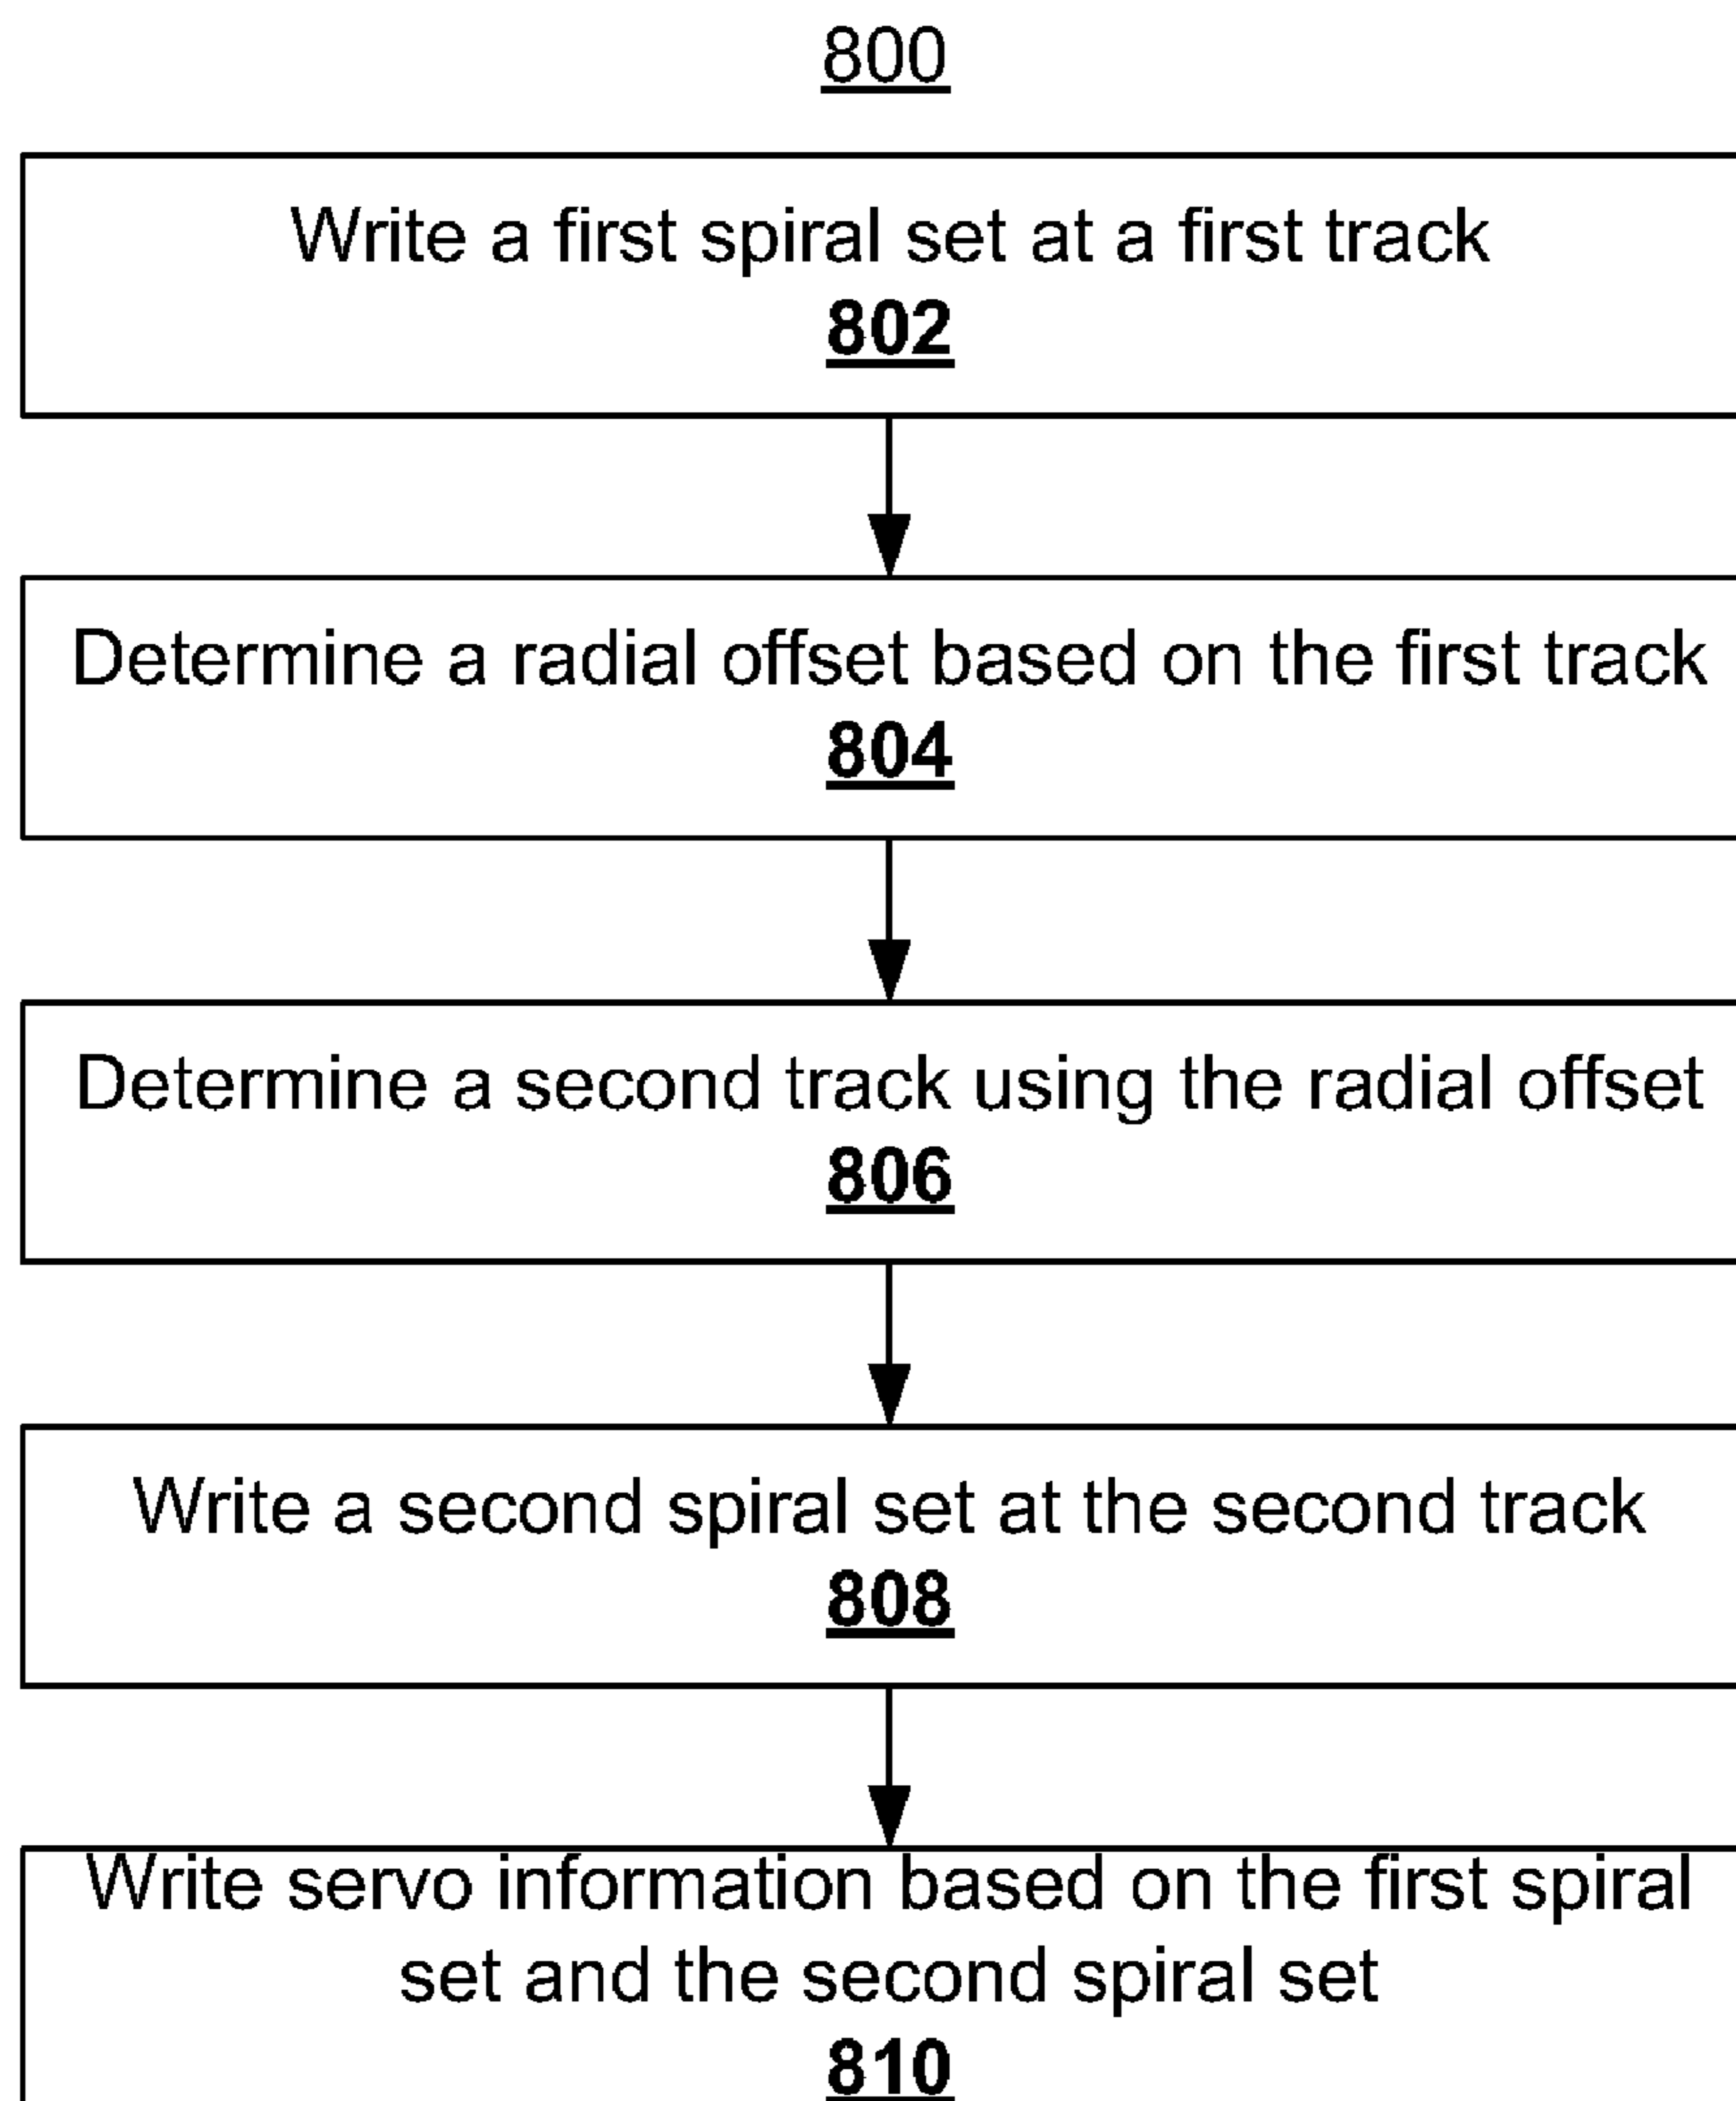 800
Write a first spiral set at a first track
802
Determine a radial offset based on the first track
804
Determine a second track using the radial offset
806
Write a second spiral set at the second track
808
Write servo information based on the first spiral
set and the second spiral set
810